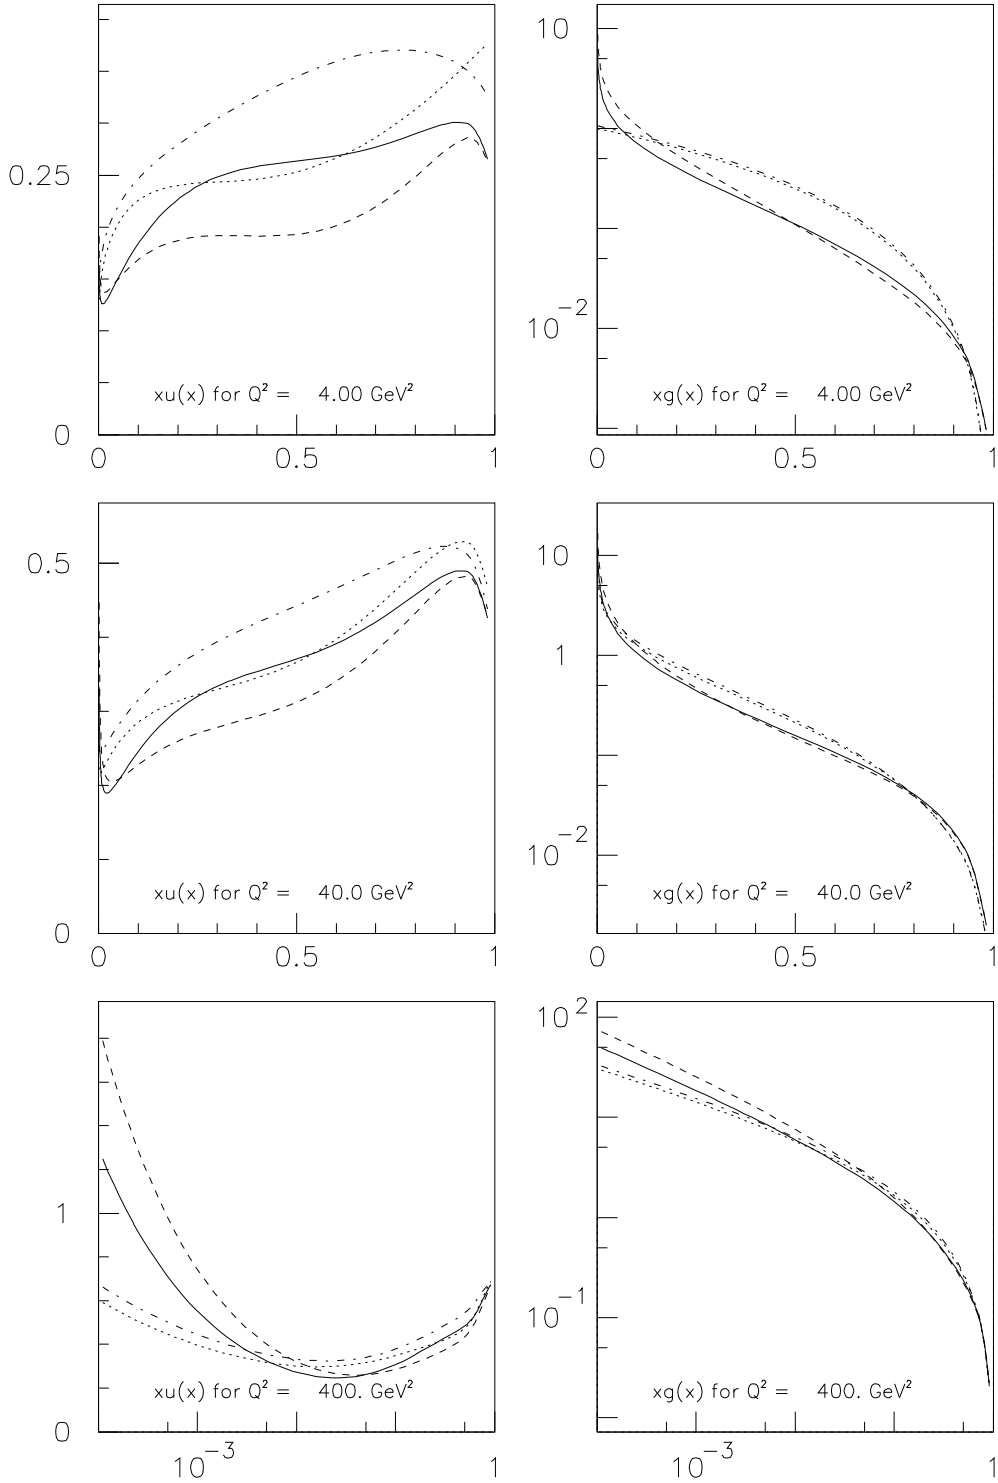 0.25
0
xu(x) for Q² = 4.00 GeV²
0 0.5 1
10
10⁻²
xg(x) for Q² = 4.00 GeV²
0 0.5 1
0.5
0
xu(x) for Q² = 40.0 GeV²
0 0.5 1
10
1
10⁻²
xg(x) for Q² = 40.0 GeV²
0 0.5 1
1
0
xu(x) for Q² = 400. GeV²
10⁻³ 1
10²
10⁻¹
xg(x) for Q² = 400. GeV²
10⁻³ 1